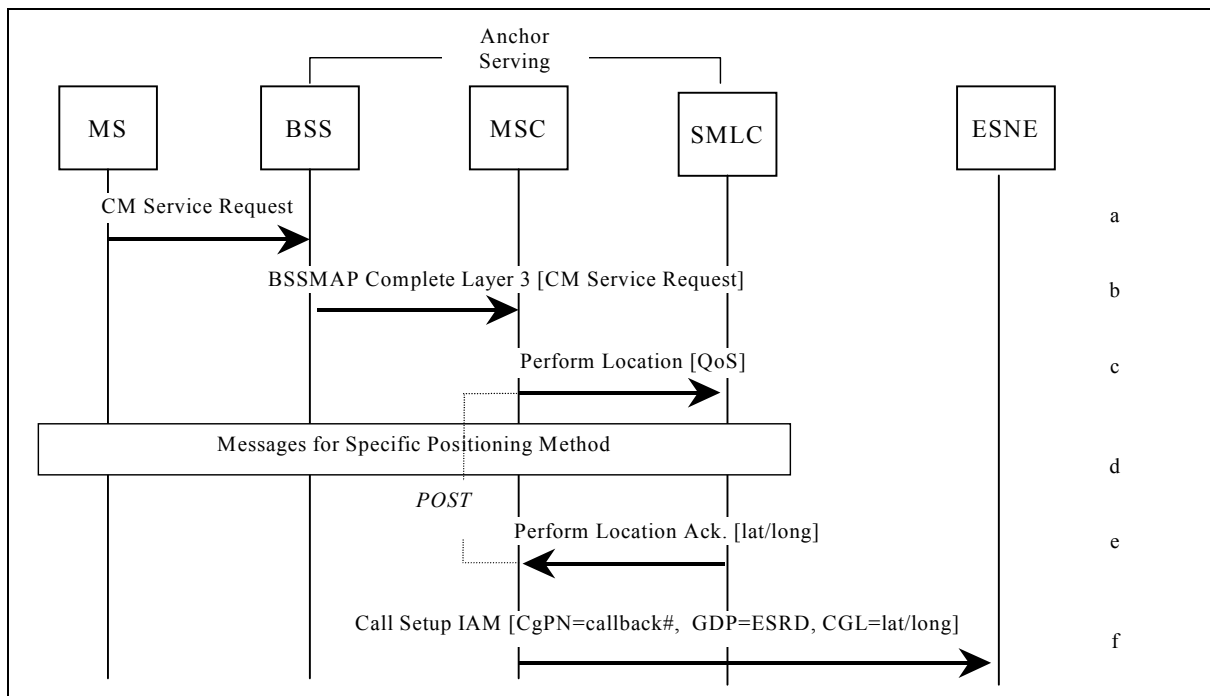 Anchor
Serving
MS
BSS
MSC
SMLC
ESNE
CM Service Request
a
BSSMAP Complete Layer 3 [CM Service Request]
b
Perform Location [QoS]
c
Messages for Specific Positioning Method
d
POST
Perform Location Ack. [lat/long]
e
Call Setup IAM [CgPN=callback#, GDP=ESRD, CGL=lat/long]
f